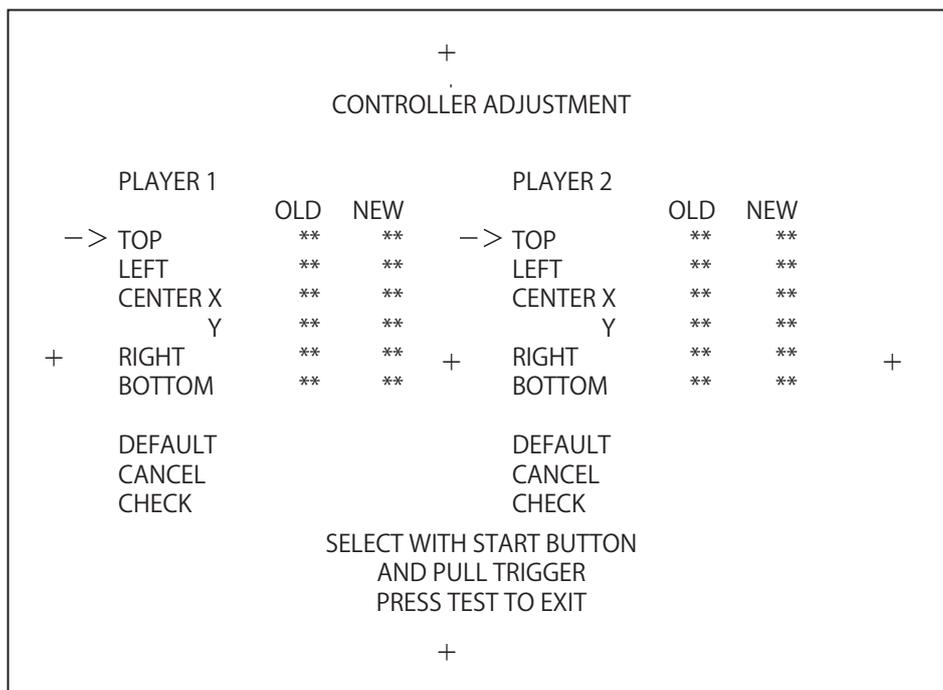 +
CONTROLLER ADJUSTMENT
PLAYER 1 PLAYER 2
OLD NEW OLD NEW
—> TOP ** ** —> TOP ** **
LEFT ** ** LEFT ** **
CENTER X ** ** CENTER X ** **
Y ** ** Y ** **
+ RIGHT ** ** + RIGHT ** ** +
BOTTOM ** ** BOTTOM ** **
DEFAULT DEFAULT
CANCEL CANCEL
CHECK CHECK
SELECT WITH START BUTTON
AND PULL TRIGGER
PRESS TEST TO EXIT
+